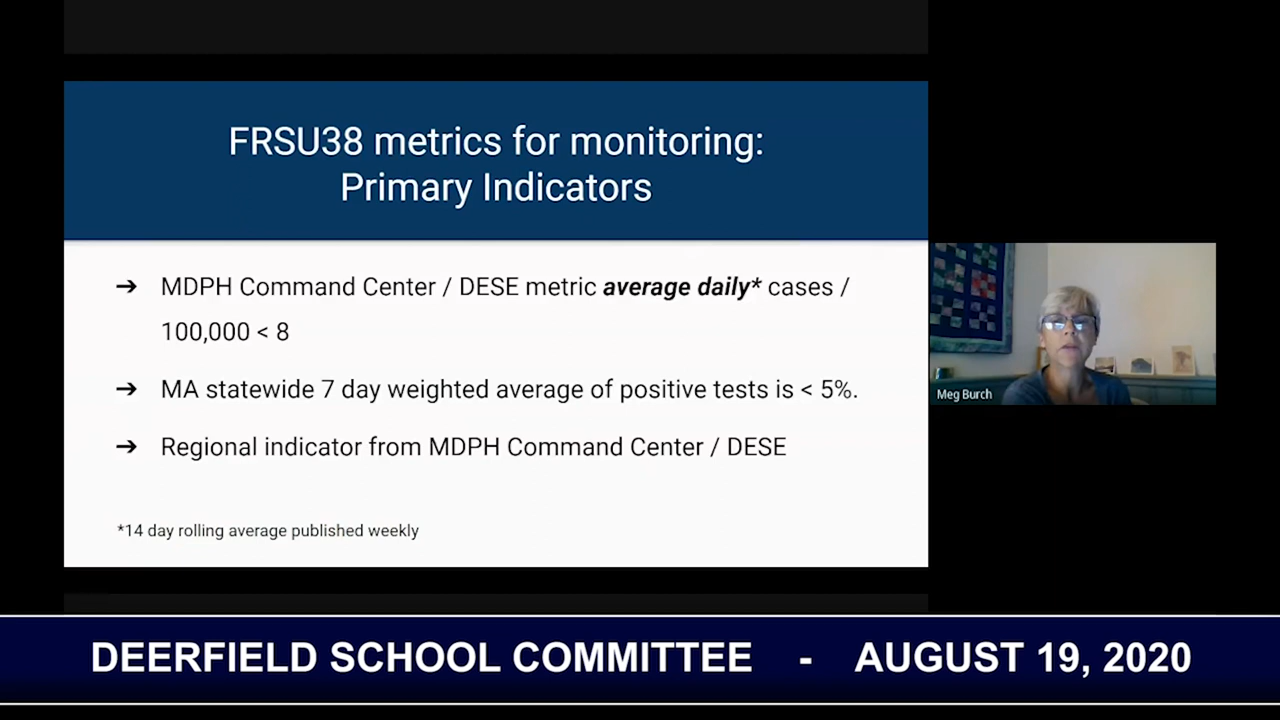 FRSU38 metrics for monitoring:
Primary Indicators
➔ MDPH Command Center / DESE metric average daily* cases /
100,000 < 8
➔ MA statewide 7 day weighted average of positive tests is < 5%.
➔ Regional indicator from MDPH Command Center / DESE
*14 day rolling average published weekly
Meg Burch
DEERFIELD SCHOOL COMMITTEE - AUGUST 19, 2020